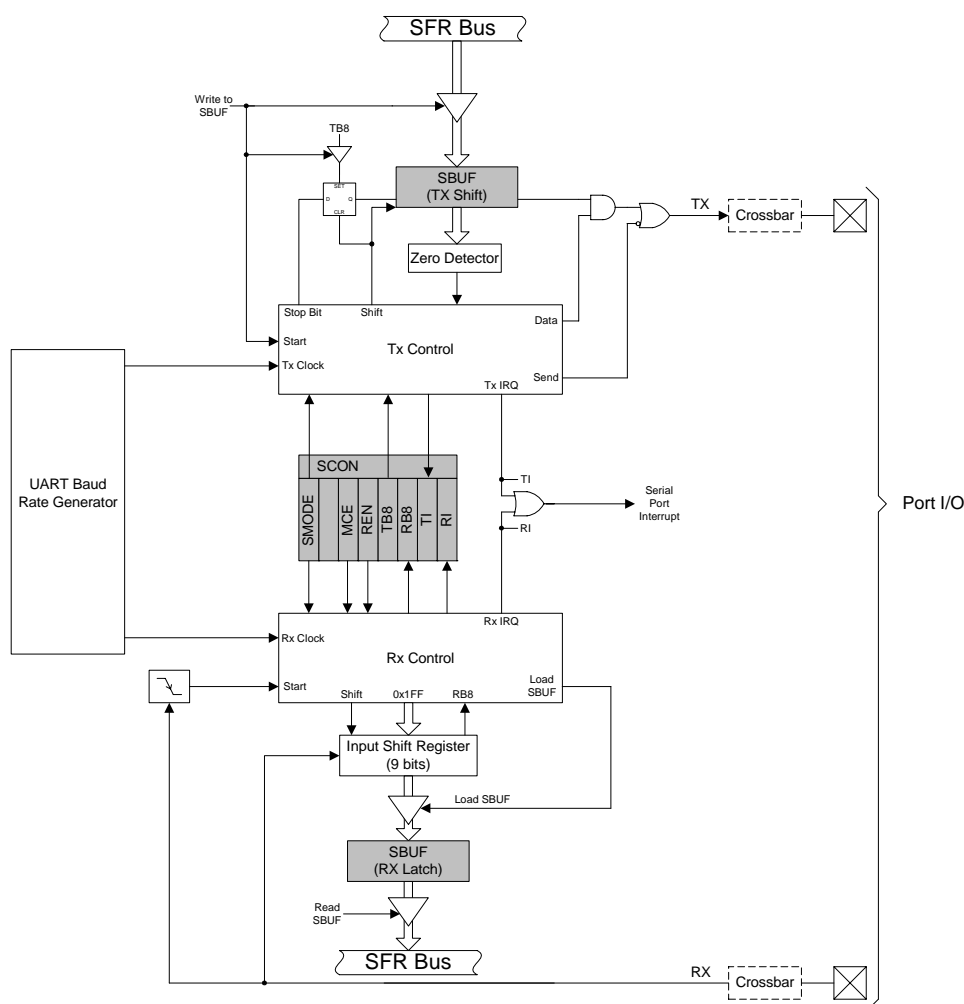 SFR Bus
Write to
SBUF
TB8
SET
D Q
CLR
SBUF
(TX Shift)
TX
Crossbar
Zero Detector
Stop Bit
Shift
Data
Start
Tx Control
Tx Clock
Send
Tx IRQ
UART Baud
Rate Generator
SCON
SMODE
MCE
REN
TB8
RB8
TI
RI
TI
RI
Serial
Port
Interrupt
Port I/O
Rx IRQ
Rx Clock
Rx Control
Start
Load
SBUF
Shift
0x1FF
RB8
Input Shift Register
(9 bits)
Load SBUF
SBUF
(RX Latch)
Read
SBUF
SFR Bus
RX
Crossbar